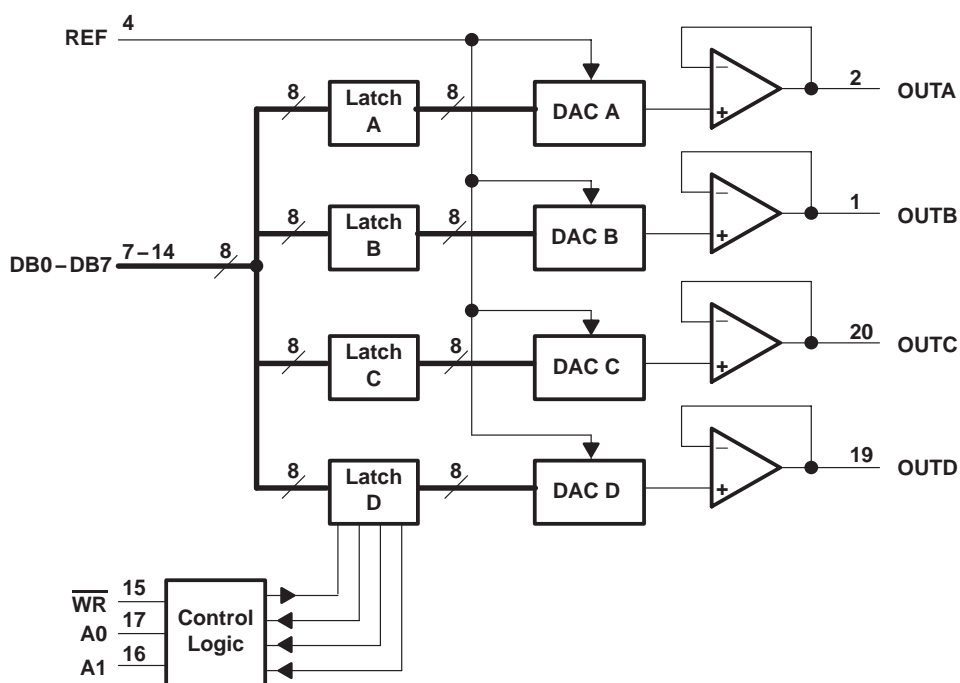 REF 4
8 Latch A 8 DAC A − + 2 OUTA
8 Latch B 8 DAC B − + 1 OUTB
DB0–DB7 7–14 8
8 Latch C 8 DAC C − + 20 OUTC
8 Latch D 8 DAC D − + 19 OUTD
WR 15
A0 17
A1 16
Control
Logic